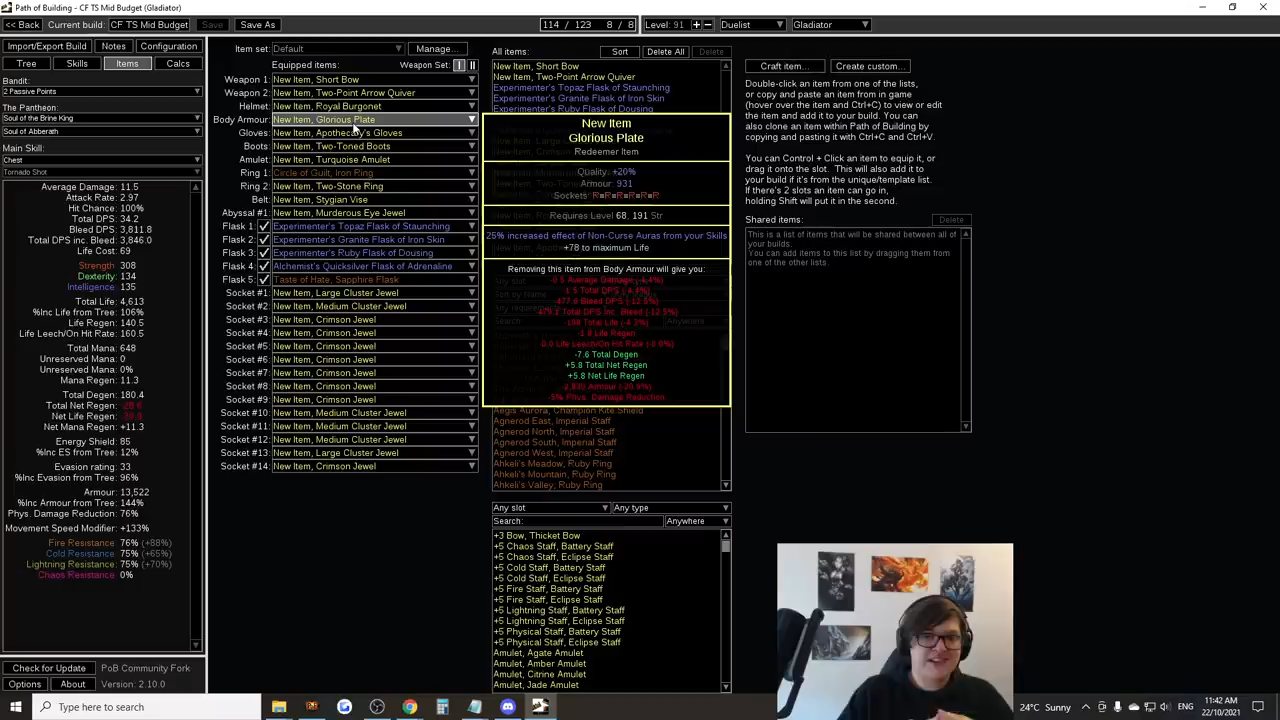 Path of Building - CF TS Mid Budget (Gladiator)
<< Back Current build: CF TS Mid Budget Save Save As 114 / 123 8 / 8 Level: 91 Duelist Gladiator
Import/Export Build Notes Configuration
Tree Skills Items Calcs
Bandit:
2 Passive Points
The Pantheon:
Soul of the Brine King
Soul of Abberath
Main Skill:
Chest
Tornado Shot
Average Damage: 11.5
Attack Rate: 2.97
Hit Chance: 100%
Total DPS: 34.2
Bleed DPS: 3,811.8
Total DPS inc. Bleed: 3,846.0
Life Cost: 69
Strength: 308
Dexterity: 134
Intelligence: 135
Total Life: 4,613
%Inc Life from Tree: 106%
Life Regen: 140.5
Life Leech/On Hit Rate: 160.5
Total Mana: 648
Unreserved Mana: 0
Unreserved Mana: 0%
Mana Regen: 11.3
Total Degen: 180.4
Total Net Regen:
Net Life Regen:
Net Mana Regen: +11.3
Energy Shield: 85
%Inc ES from Tree: 12%
Evasion rating: 33
%Inc Evasion from Tree: 96%
Armour: 13,522
%Inc Armour from Tree: 144%
Phys. Damage Reduction: 76%
Movement Speed Modifier: +133%
Fire Resistance: 76% (+88%)
Cold Resistance: 75% (+65%)
Lightning Resistance: 75% (+70%)
Chaos Resistance: 0%
Check for Update PoB Community Fork
Options About Version: 2.10.0
Item set: Default Manage...
Equipped items: Weapon Set: I II
Weapon 1: New Item, Short Bow
Weapon 2: New Item, Two-Point Arrow Quiver
Helmet: New Item, Royal Burgonet
Body Armour: New Item, Glorious Plate
Gloves: New Item, Apothecary's Gloves
Boots: New Item, Two-Toned Boots
Amulet: New Item, Turquoise Amulet
Ring 1: Circle of Guilt, Iron Ring
Ring 2: New Item, Two-Stone Ring
Belt: New Item, Stygian Vise
Abyssal #1: New Item, Murderous Eye Jewel
Flask 1: Experimenter's Topaz Flask of Staunching
Flask 2: Experimenter's Granite Flask of Iron Skin
Flask 3: Experimenter's Ruby Flask of Dousing
Flask 4: Alchemist's Quicksilver Flask of Adrenaline
Flask 5: Taste of Hate, Sapphire Flask
Socket #1: New Item, Large Cluster Jewel
Socket #2: New Item, Medium Cluster Jewel
Socket #3: New Item, Crimson Jewel
Socket #4: New Item, Crimson Jewel
Socket #5: New Item, Crimson Jewel
Socket #6: New Item, Crimson Jewel
Socket #7: New Item, Crimson Jewel
Socket #8: New Item, Crimson Jewel
Socket #9: New Item, Crimson Jewel
Socket #10: New Item, Medium Cluster Jewel
Socket #11: New Item, Medium Cluster Jewel
Socket #12: New Item, Medium Cluster Jewel
Socket #13: New Item, Large Cluster Jewel
Socket #14: New Item, Crimson Jewel
All items: Sort Delete All Delete
New Item, Short Bow
New Item, Two-Point Arrow Quiver
Experimenter's Topaz Flask of Staunching
Experimenter's Granite Flask of Iron Skin
Experimenter's Ruby Flask of Dousing
New Item
Glorious Plate
Redeemer Item
Quality: +20%
Armour: 931
Sockets: R=R=R=R=R=R
Requires Level 68, 191 Str
25% increased effect of Non-Curse Auras from your Skills
+78 to maximum Life
Removing this item from Body Armour will give you:
-477.8 Bleed DPS (-12.5%)
-479.1 Total DPS inc. Bleed (-12.5%)
-198 Total Life (-4.3%)
-7.6 Total Degen
+5.8 Total Net Regen
+5.8 Net Life Regen
-5% Phys. Damage Reduction
Aegis Aurora, Champion Kite Shield
Agnerod East, Imperial Staff
Agnerod North, Imperial Staff
Agnerod South, Imperial Staff
Agnerod West, Imperial Staff
Ahkeli's Meadow, Ruby Ring
Ahkeli's Mountain, Ruby Ring
Ahkeli's Valley, Ruby Ring
Any slot Any type
Search: Anywhere
+3 Bow, Thicket Bow
+5 Chaos Staff, Battery Staff
+5 Chaos Staff, Eclipse Staff
+5 Cold Staff, Battery Staff
+5 Cold Staff, Eclipse Staff
+5 Fire Staff, Battery Staff
+5 Fire Staff, Eclipse Staff
+5 Lightning Staff, Battery Staff
+5 Lightning Staff, Eclipse Staff
+5 Physical Staff, Battery Staff
+5 Physical Staff, Eclipse Staff
Amulet, Agate Amulet
Amulet, Amber Amulet
Amulet, Citrine Amulet
Amulet, Jade Amulet
Craft item... Create custom...
Double-click an item from one of the lists,
or copy and paste an item from in game
(hover over the item and Ctrl+C) to view or edit
the item and add it to your build. You can
also clone an item within Path of Building by
copying and pasting it with Ctrl+C and Ctrl+V.
You can Control + Click an item to equip it, or
drag it onto the slot. This will also add it to
your build if it's from the unique/template list.
If there's 2 slots an item can go in,
holding Shift will put it in the second.
Shared items: Delete
This is a list of items that will be shared between all of
your builds.
You can add items to this list by dragging them from
one of the other lists.
Type here to search
24°C Sunny ENG 11:42 AM
22/10/2021